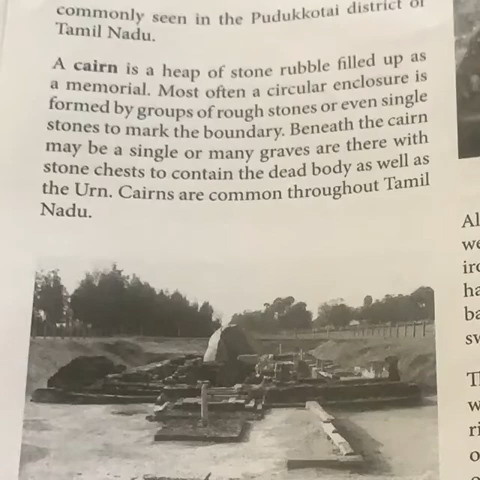 commonly seen in the Pudukkotai district of
Tamil Nadu.
A cairn is a heap of stone rubble filled up as
a memorial. Most often a circular enclosure is
formed by groups of rough stones or even single
stones to mark the boundary. Beneath the cairn
may be a single or many graves are there with
stone chests to contain the dead body as well as
the Urn. Cairns are common throughout Tamil
Nadu.